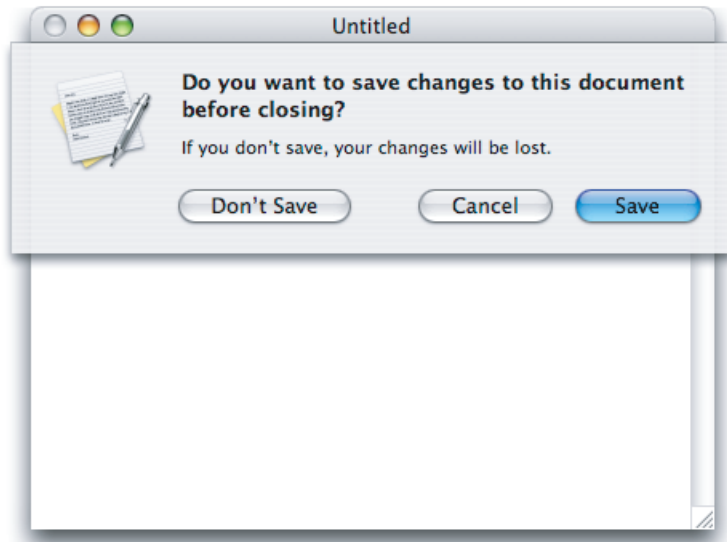 Untitled
Do you want to save changes to this document
before closing?
If you don’t save, your changes will be lost.
Don’t Save
Cancel
Save